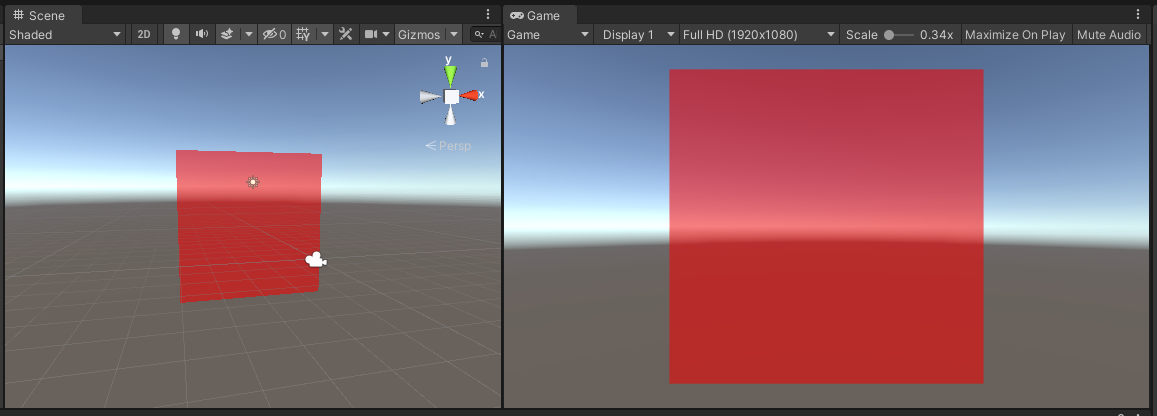 Scene
Shaded 2D 0 Gizmos A
y
x
Persp
Game
Game Display 1 Full HD (1920x1080) Scale 0.34x Maximize On Play Mute Audio